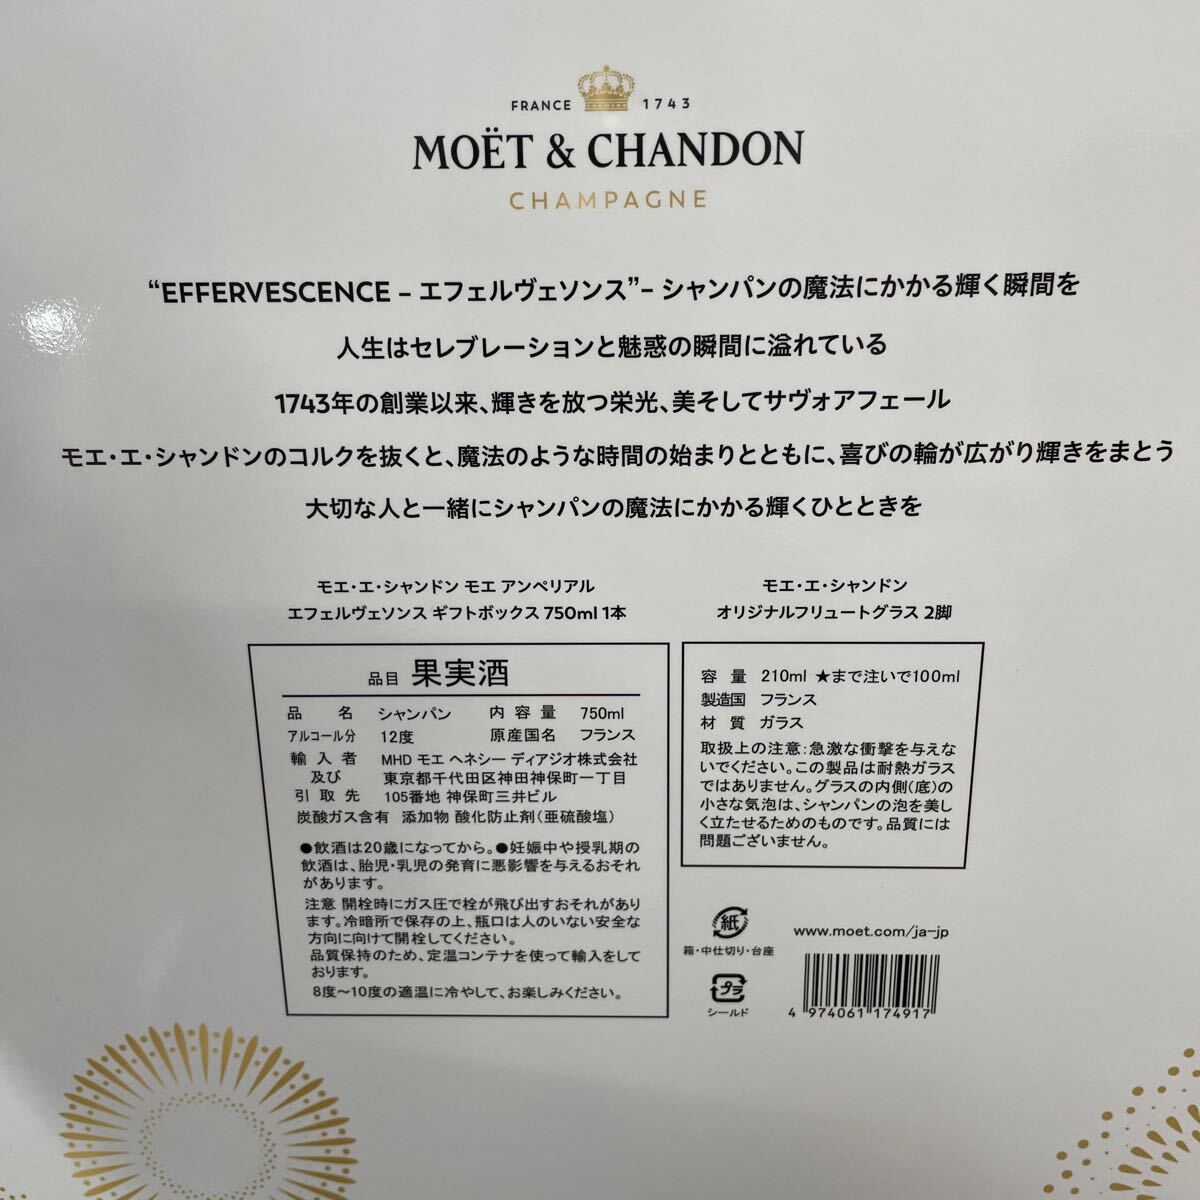 FRANCE 1743
MOËT & CHANDON
CHAMPAGNE
“EFFERVESCENCE – エフェルヴェソンス”– シャンパンの魔法にかかる輝く瞬間を
人生はセレブレーションと魅惑の瞬間に溢れている
1743年の創業以来、輝きを放つ栄光、美そしてサヴォアフェール
モエ・エ・シャンドンのコルクを抜くと、魔法のような時間の始まりとともに、喜びの輪が広がり輝きをまとう
大切な人と一緒にシャンパンの魔法にかかる輝くひとときを
モエ・エ・シャンドン モエ アンペリアル
エフェルヴェソンス ギフトボックス 750ml 1本
品目 果実酒
品名 シャンパン 内容量 750ml
アルコール分 12度 原産国名 フランス
輸入者 MHD モエ ヘネシー ディアジオ株式会社
及び 東京都千代田区神田神保町一丁目
引取先 105番地 神保町三井ビル
炭酸ガス含有 添加物 酸化防止剤(亜硫酸塩)
●飲酒は20歳になってから。●妊娠中や授乳期の
飲酒は、胎児・乳児の発育に悪影響を与えるおそれ
があります。
注意 開栓時にガス圧で栓が飛び出すおそれがあり
ます。冷暗所で保存の上、瓶口は人のいない安全な
方向に向けて開栓してください。
品質保持のため、定温コンテナを使って輸入をして
おります。
8度～10度の適温に冷やして、お楽しみください。
モエ・エ・シャンドン
オリジナルフリュートグラス 2脚
容量 210ml ★まで注いで100ml
製造国 フランス
材質 ガラス
取扱上の注意:急激な衝撃を与えな
いでください。この製品は耐熱ガラス
ではありません。グラスの内側(底)の
小さな気泡は、シャンパンの泡を美し
く立たせるためのものです。品質には
問題ございません。
紙
箱・中仕切り・台座
プラ
シールド
www.moet.com/ja-jp
4 974061 174917